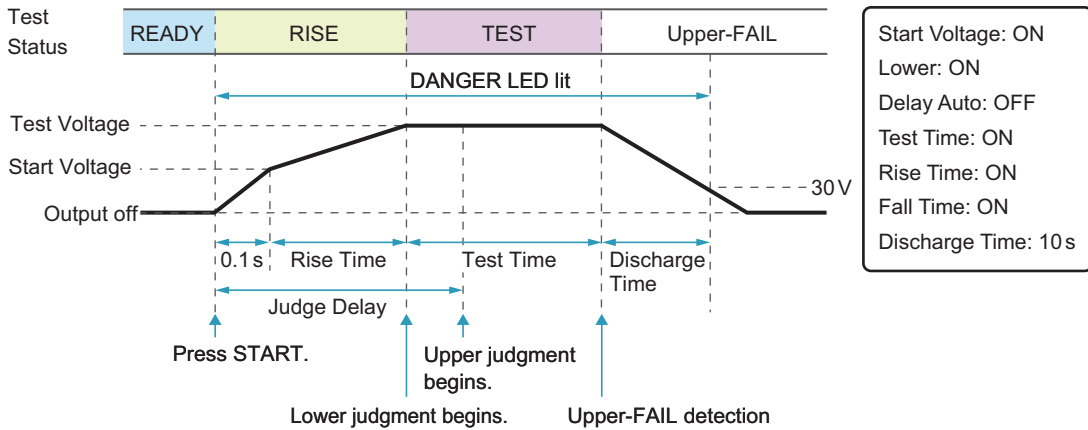 Test
Status
READY
RISE
TEST
Upper-FAIL
DANGER LED lit
Test Voltage
Start Voltage
Output off
30 V
0.1 s
Rise Time
Test Time
Discharge
Time
Judge Delay
Press START.
Upper judgment
begins.
Lower judgment begins.
Upper-FAIL detection
Start Voltage: ON
Lower: ON
Delay Auto: OFF
Test Time: ON
Rise Time: ON
Fall Time: ON
Discharge Time: 10 s